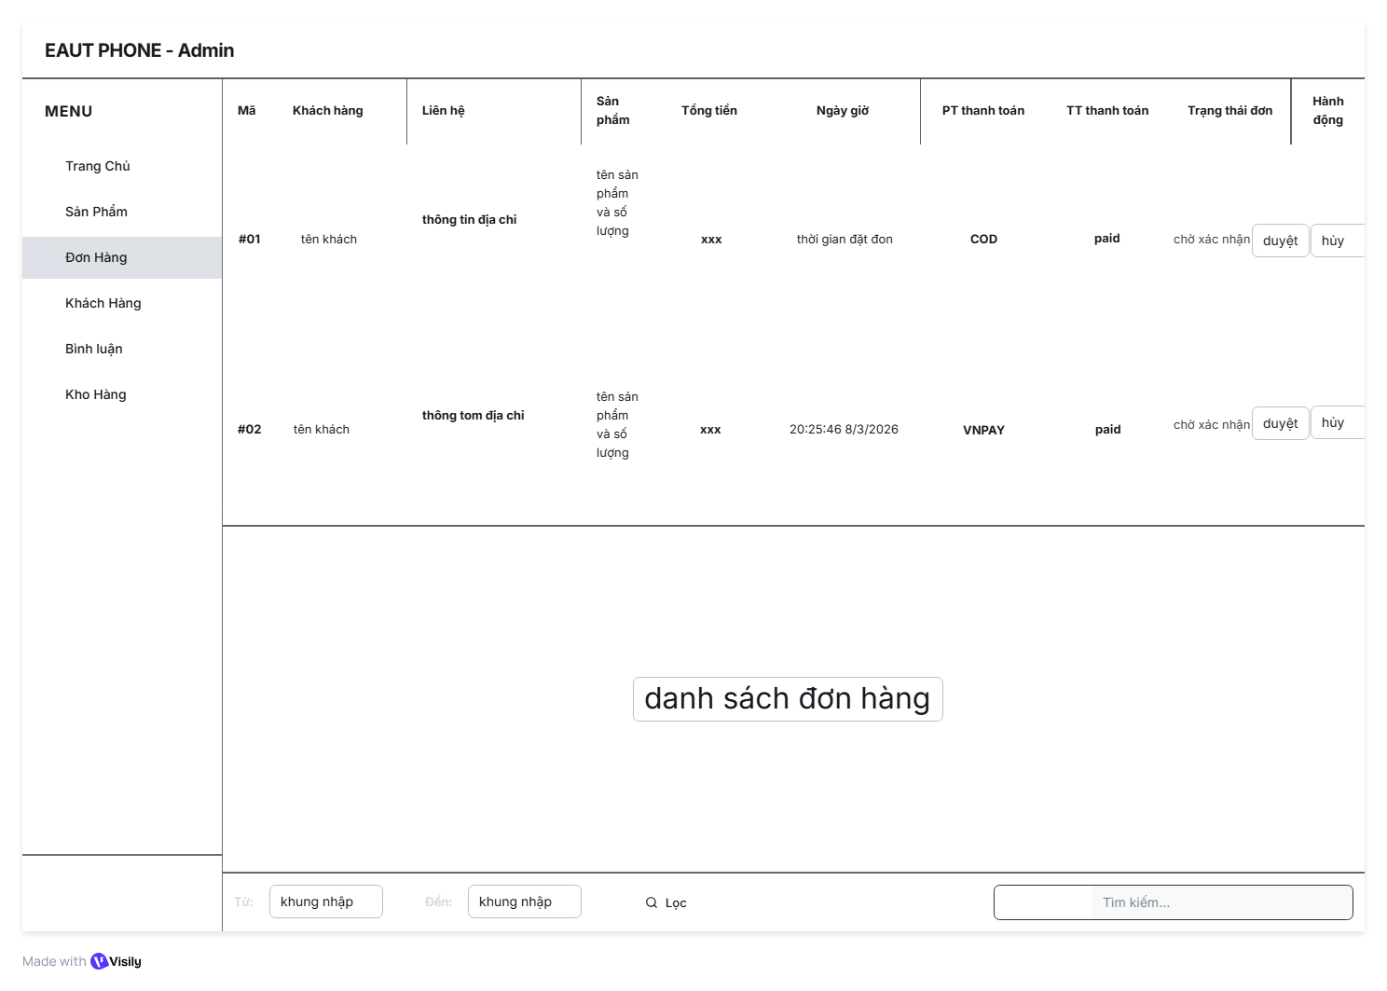 EAUT PHONE - Admin
MENU
Trang Chủ
Sản Phẩm
Đơn Hàng
Khách Hàng
Bình luận
Kho Hàng
Mã Khách hàng Liên hệ Sản phẩm Tổng tiền Ngày giờ PT thanh toán TT thanh toán Trạng thái đơn Hành động
#01 tên khách thông tin địa chỉ tên sản phẩm và số lượng xxx thời gian đặt đon COD paid chờ xác nhận duyệt hủy
#02 tên khách thông tom địa chỉ tên sản phẩm và số lượng xxx 20:25:46 8/3/2026 VNPAY paid chờ xác nhận duyệt hủy
danh sách đơn hàng
Từ: khung nhập Đến: khung nhập Lọc Tìm kiếm...
Made with Visily